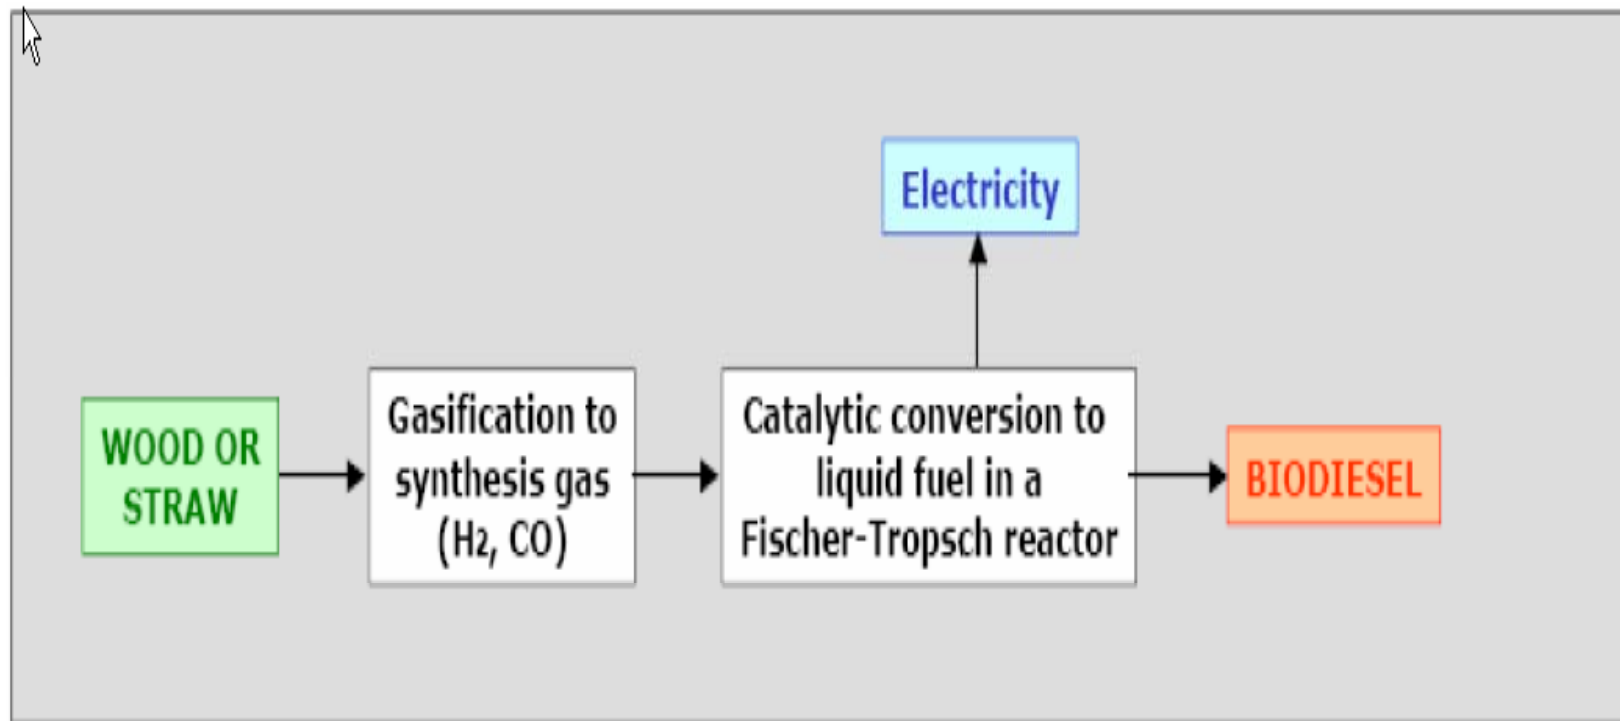 Electricity
WOOD OR
STRAW
Gasification to
synthesis gas
(H2, CO)
Catalytic conversion to
liquid fuel in a
Fischer-Tropsch reactor
BIODIESEL